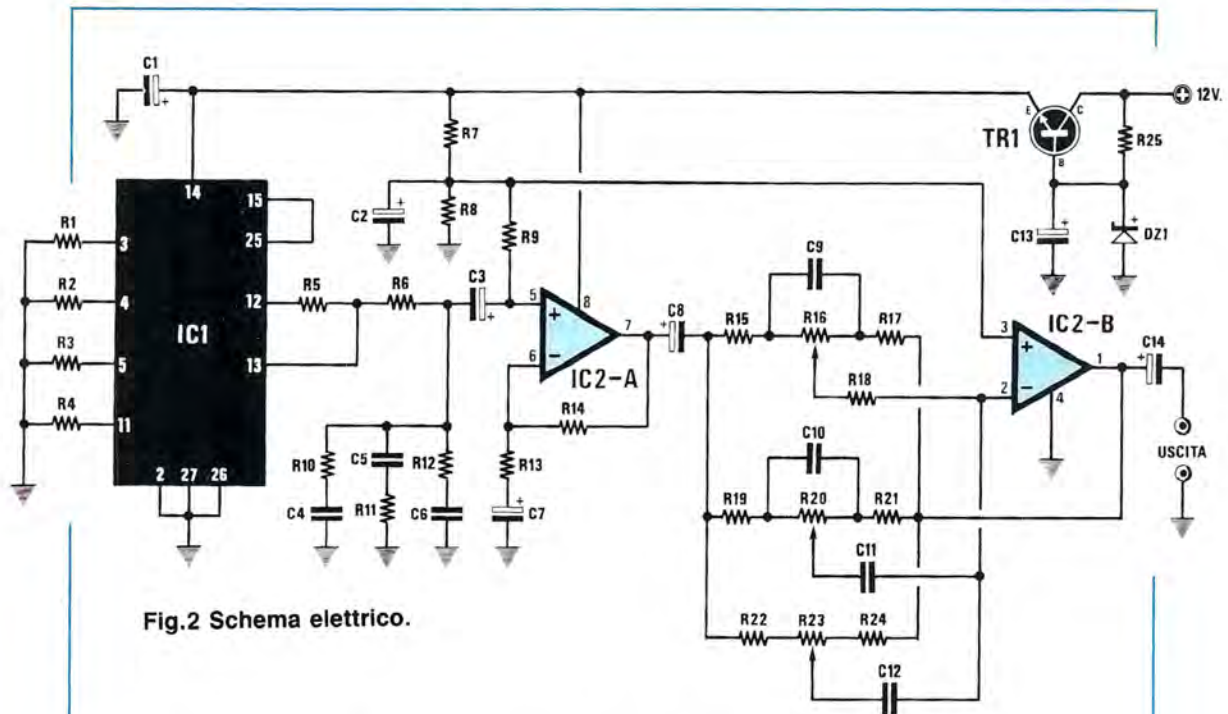 C1
+
12V.
E
C
R7
TR1
R25
B
14
15
25
C2
+
R8
R9
C13
+
+
DZ1
R1
3
R2
4
12
R5
R6
C3
+
5
+
8
7
C8
+
C9
R15
R16
R17
3
+
IC2-B
1
C14
+
IC1
R3
5
13
6
−
IC2-A
R18
2
−
4
R4
11
R14
USCITA
2
27
26
R10
C5
R12
R13
C10
C4
R11
C6
+
C7
R19
R20
R21
C11
Fig.2 Schema elettrico.
R22
R23
R24
C12